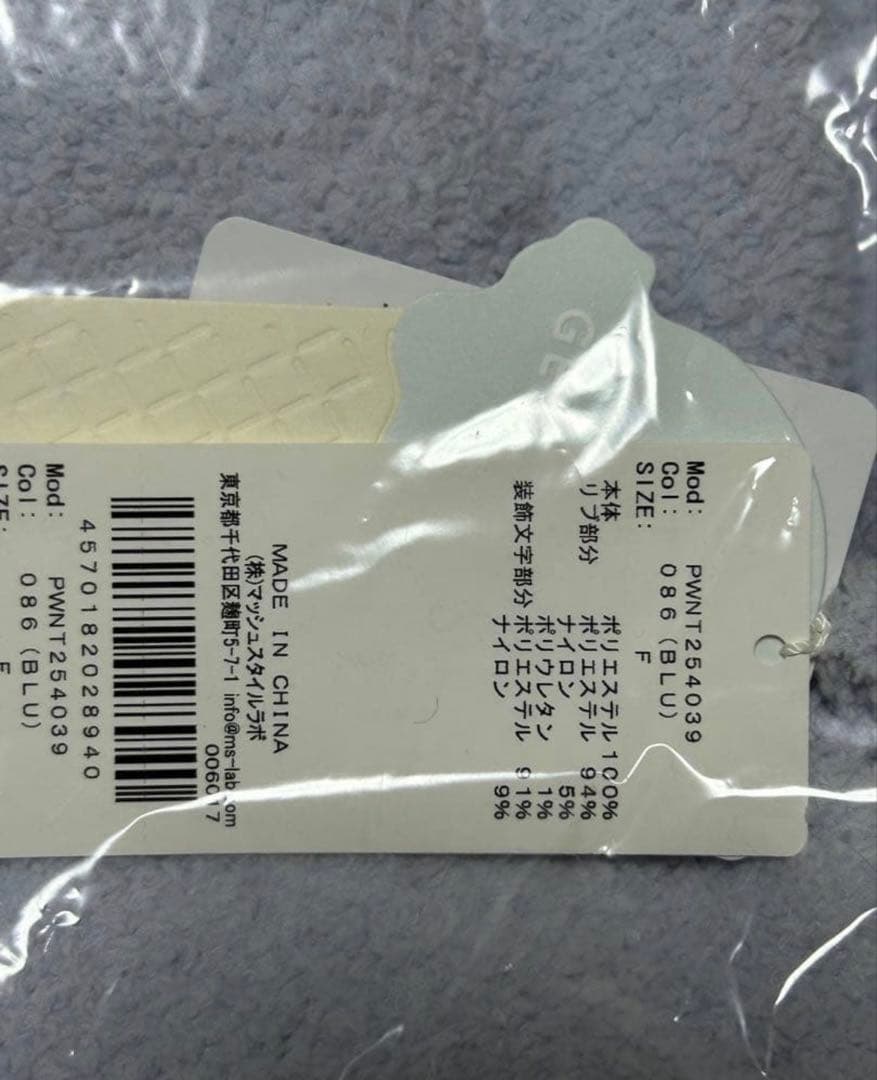 GE
Mod: PWNT254039
Col: 086 (BLU)
SIZE: F
本体 ポリエステル 100%
リブ部分 ポリエステル 94%
ナイロン 5%
ポリウレタン 1%
装飾文字部分 ポリエステル 91%
ナイロン 9%
MADE IN CHINA
(株)マッシュスタイルラボ
東京都千代田区麹町5-7-1 info@ms-lab.com
006017
4570182028940
Mod: PWNT254039
Col: 086 (BLU)
SIZE: F